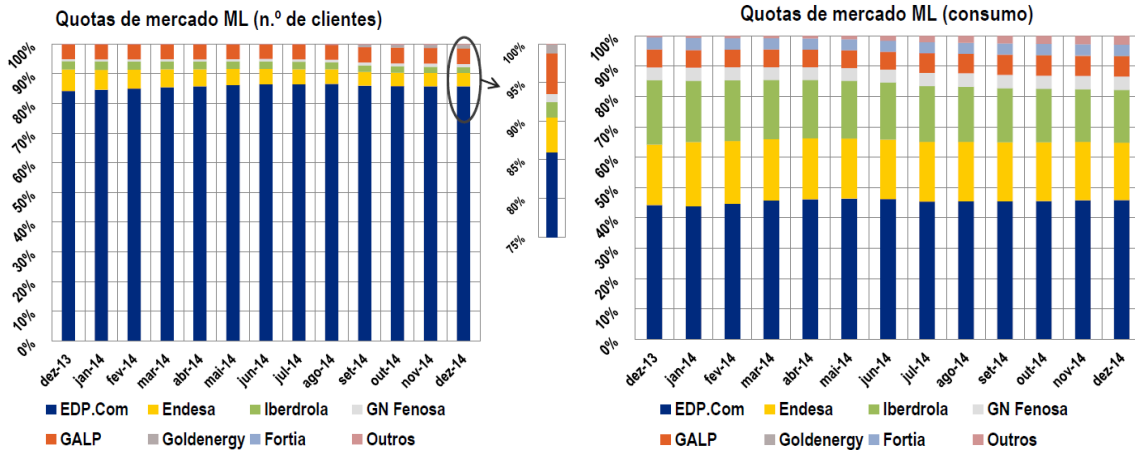 Quotas de mercado ML (n.º de clientes)
100%
90%
80%
70%
60%
50%
40%
30%
20%
10%
0%
dez-13
jan-14
fev-14
mar-14
abr-14
mai-14
jun-14
jul-14
ago-14
set-14
out-14
nov-14
dez-14
100%
95%
90%
85%
80%
75%
EDP.Com Endesa Iberdrola GN Fenosa
GALP Goldenergy Fortia Outros
Quotas de mercado ML (consumo)
100%
90%
80%
70%
60%
50%
40%
30%
20%
10%
0%
dez-13
jan-14
fev-14
mar-14
abr-14
mai-14
jun-14
jul-14
ago-14
set-14
out-14
nov-14
dez-14
EDP.Com Endesa Iberdrola GN Fenosa
GALP Goldenergy Fortia Outros